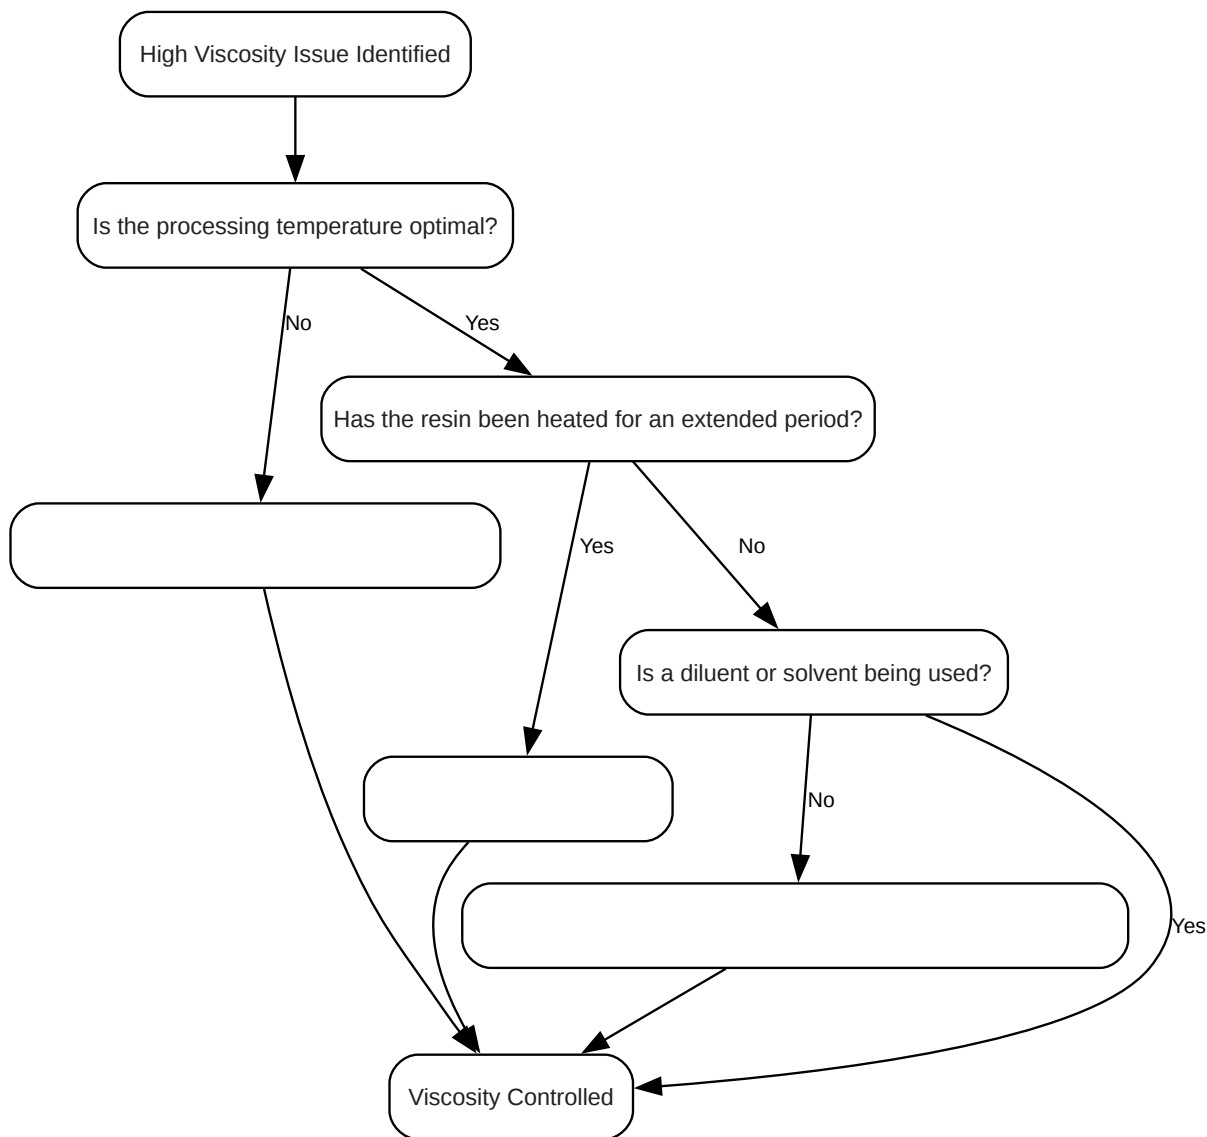 High Viscosity Issue Identified
Is the processing temperature optimal?
No
Yes
Has the resin been heated for an extended period?
Yes
No
Is a diluent or solvent being used?
No
Yes
Viscosity Controlled